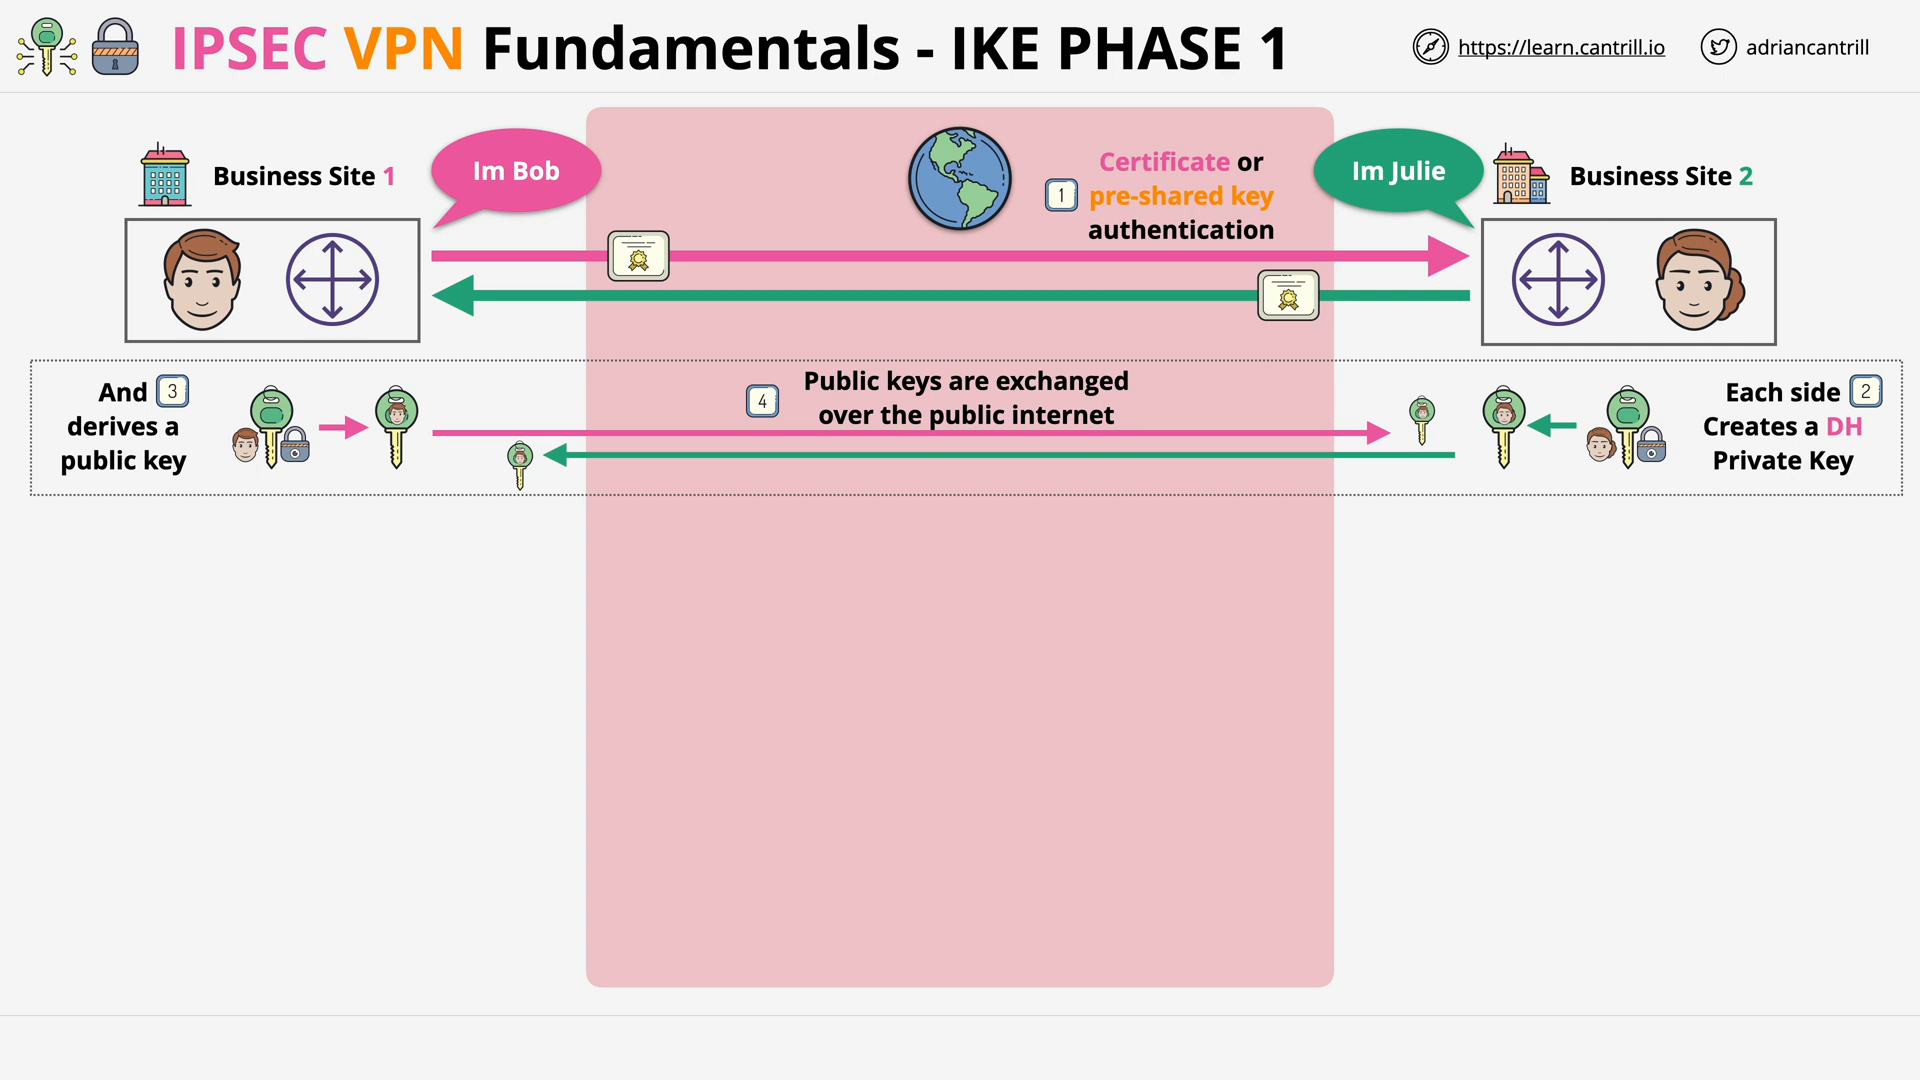 IPSEC VPN Fundamentals - IKE PHASE 1
https://learn.cantrill.io
adriancantrill
Business Site 1
Im Bob
Certificate or
1 pre-shared key
authentication
Im Julie
Business Site 2
And 3
derives a
public key
4
Public keys are exchanged
over the public internet
Each side 2
Creates a DH
Private Key